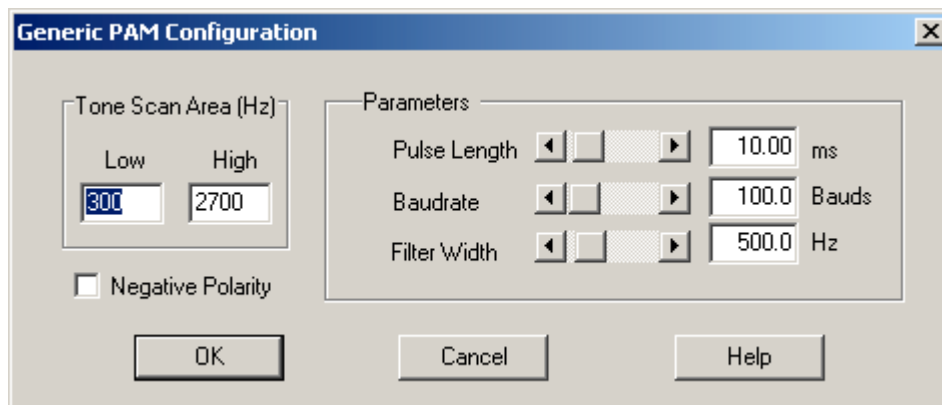 Generic PAM Configuration
Tone Scan Area (Hz)
Low High
300 2700
Negative Polarity
Parameters
Pulse Length 10.00 ms
Baudrate 100.0 Bauds
Filter Width 500.0 Hz
OK Cancel Help